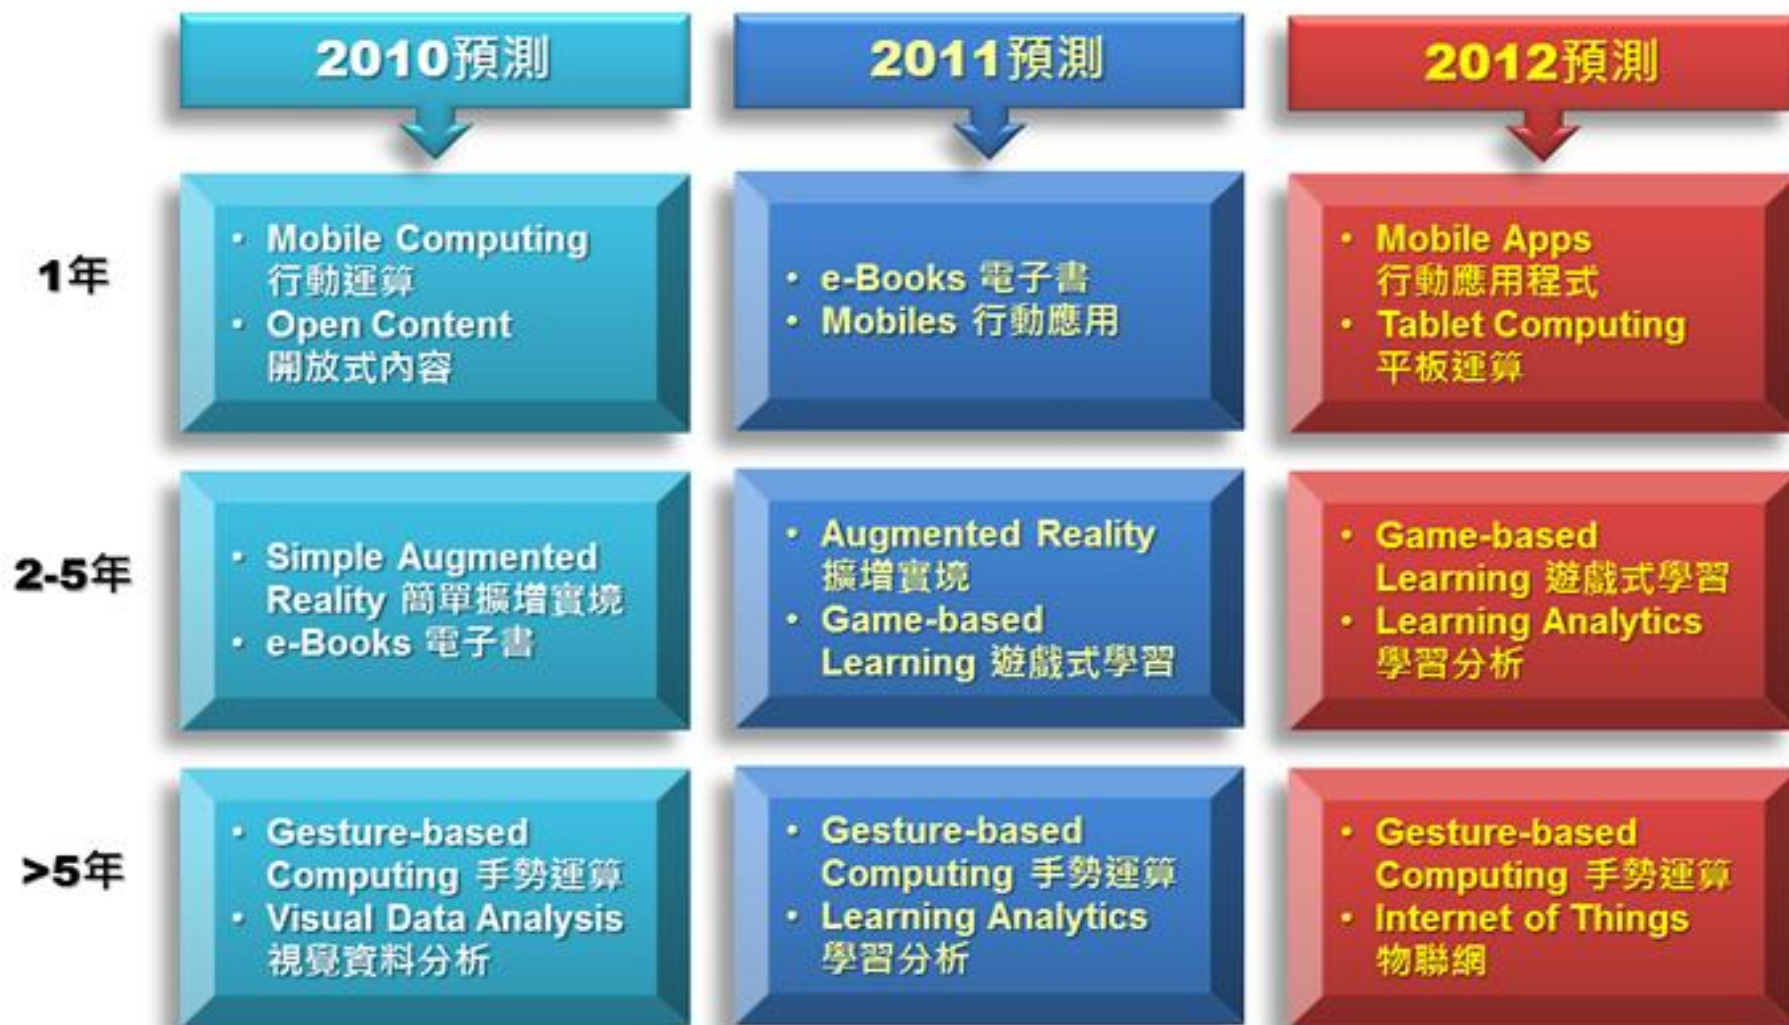 2010預測
2011預測
2012預測
1年
• Mobile Computing
行動運算
• Open Content
開放式內容
• e-Books 電子書
• Mobiles 行動應用
• Mobile Apps
行動應用程式
• Tablet Computing
平板運算
2-5年
• Simple Augmented
Reality 簡單擴增實境
• e-Books 電子書
• Augmented Reality
擴增實境
• Game-based
Learning 遊戲式學習
• Game-based
Learning 遊戲式學習
• Learning Analytics
學習分析
>5年
• Gesture-based
Computing 手勢運算
• Visual Data Analysis
視覺資料分析
• Gesture-based
Computing 手勢運算
• Learning Analytics
學習分析
• Gesture-based
Computing 手勢運算
• Internet of Things
物聯網